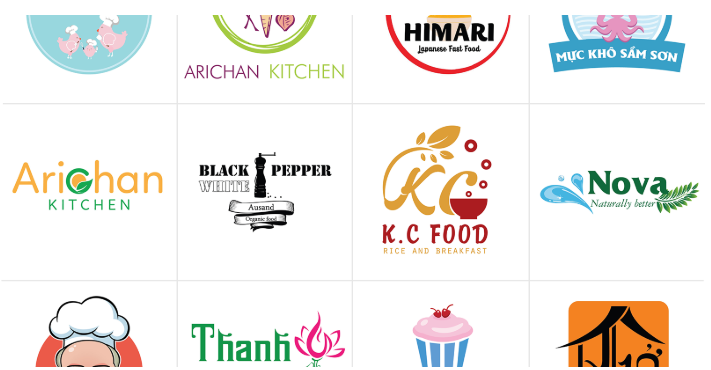 ARICHAN KITCHEN
HIMARI
Japanese Fast Food
MỰC KHÔ SẦM SƠN
Arichan
KITCHEN
BLACK PEPPER
WHITE
Ausand
Organic food
KC
K.C FOOD
RICE AND BREAKFAST
Nova
Naturally better
Thanh